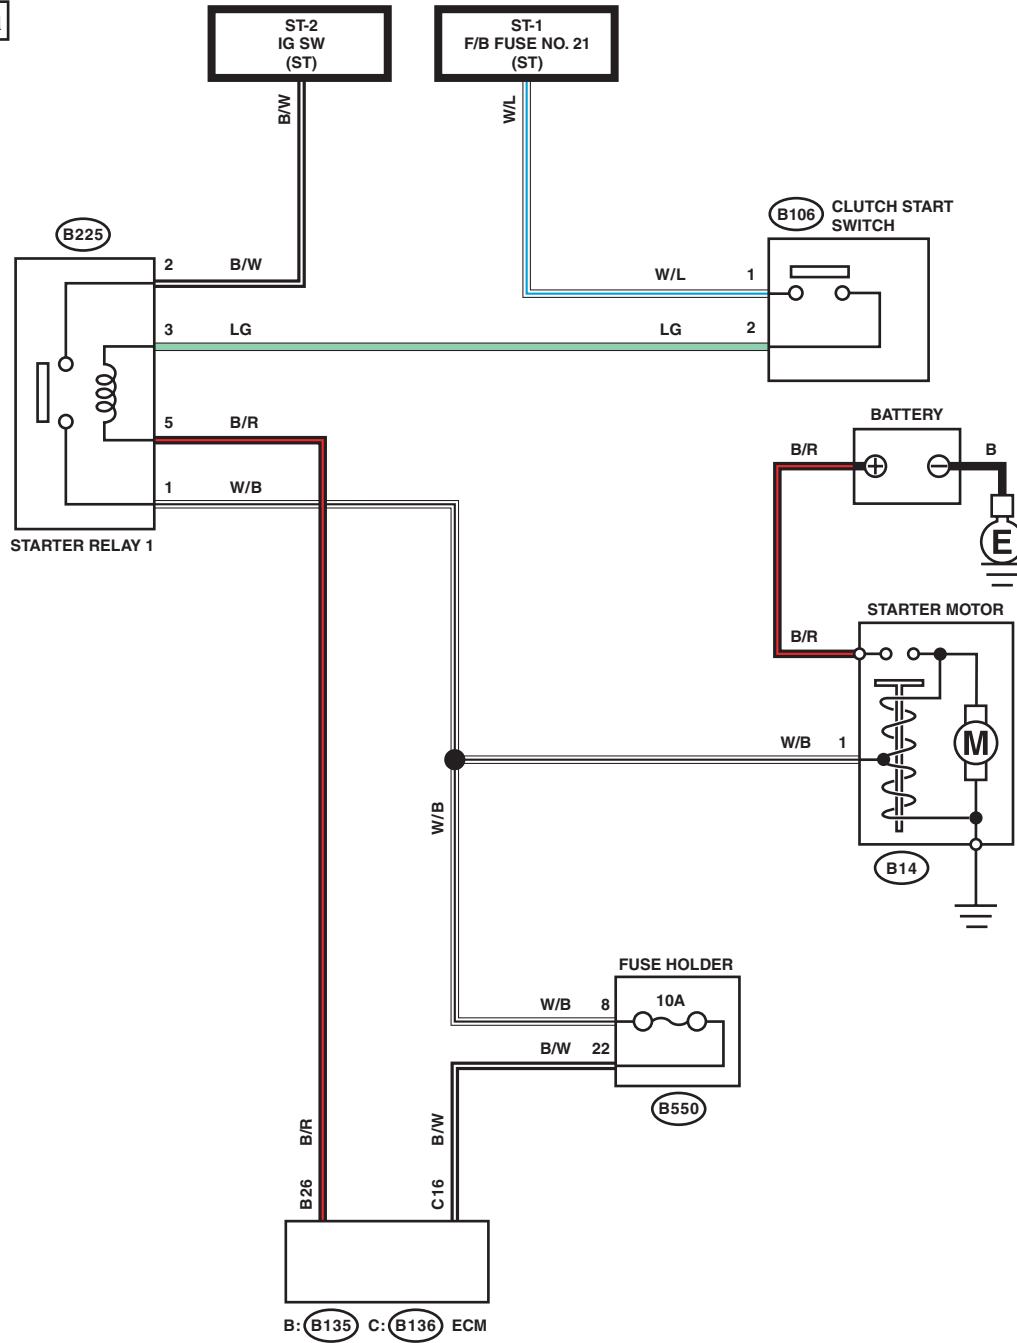 ST-2
IG SW
(ST)
ST-1
F/B FUSE NO. 21
(ST)
B/W
W/L
B106
CLUTCH START
SWITCH
B225
2 B/W
W/L 1
3 LG
LG 2
5 B/R
1 W/B
STARTER RELAY 1
BATTERY
B/R
B
E
STARTER MOTOR
B/R
M
W/B 1
W/B
B14
FUSE HOLDER
10A
W/B 8
B/W 22
B550
B/R
B/W
B26
C16
B: B135 C: B136 ECM